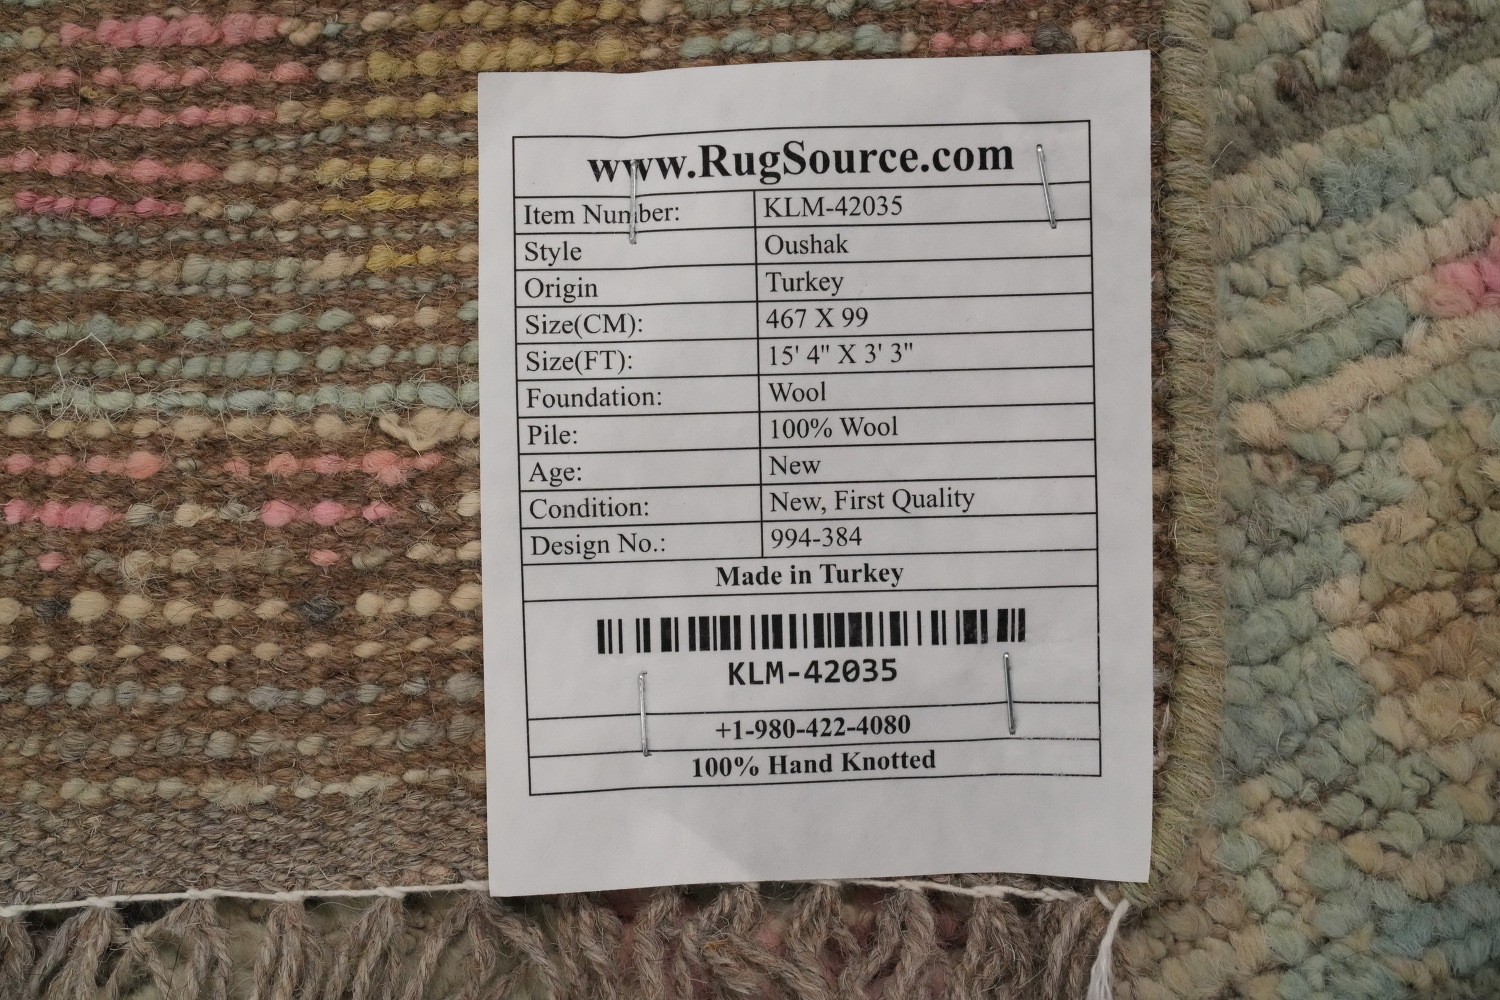 www.RugSource.com
Item Number: KLM-42035
Style Oushak
Origin Turkey
Size(CM): 467 X 99
Size(FT): 15' 4" X 3' 3"
Foundation: Wool
Pile: 100% Wool
Age: New
Condition: New, First Quality
Design No.: 994-384
Made in Turkey
KLM-42035
+1-980-422-4080
100% Hand Knotted